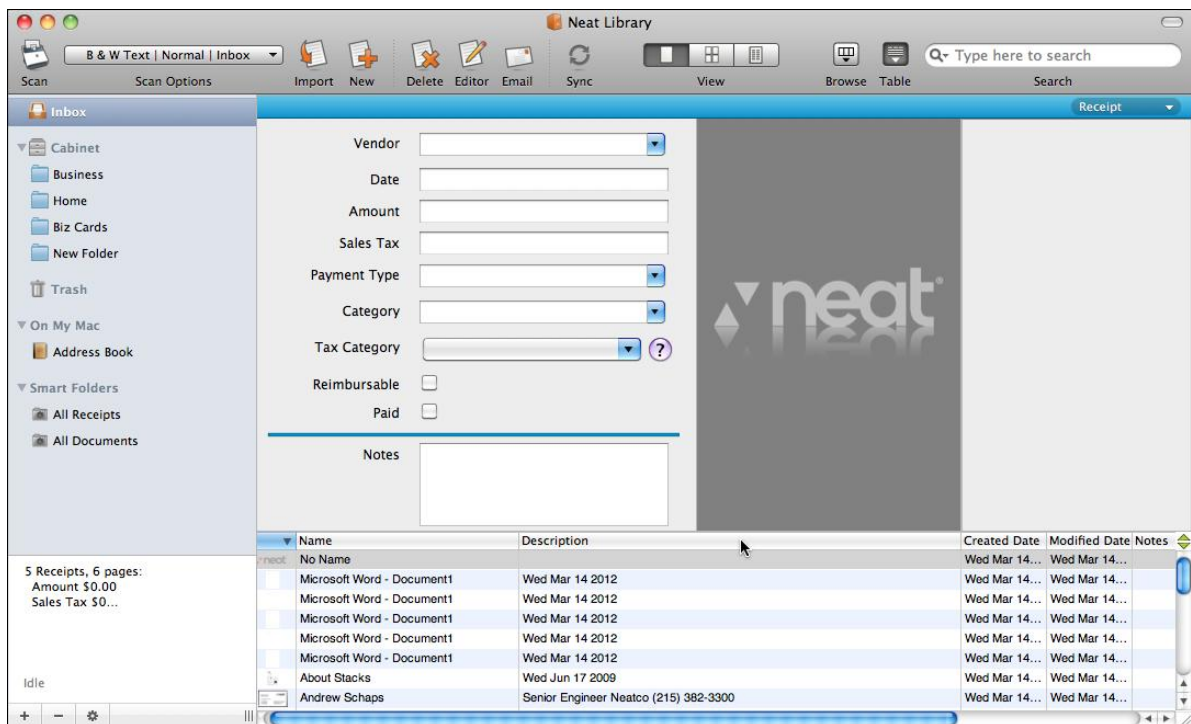 Neat Library
B & W Text | Normal | Inbox
Type here to search
Scan Scan Options Import New Delete Editor Email Sync View Browse Table Search
Inbox
Receipt
Cabinet
Business
Home
Biz Cards
New Folder
Trash
On My Mac
Address Book
Smart Folders
All Receipts
All Documents
Vendor
Date
Amount
Sales Tax
Payment Type
Category
Tax Category ?
Reimbursable
Paid
Notes
neat
Name Description Created Date Modified Date Notes
neat No Name Wed Mar 14... Wed Mar 14...
Microsoft Word - Document1 Wed Mar 14 2012 Wed Mar 14... Wed Mar 14...
Microsoft Word - Document1 Wed Mar 14 2012 Wed Mar 14... Wed Mar 14...
Microsoft Word - Document1 Wed Mar 14 2012 Wed Mar 14... Wed Mar 14...
Microsoft Word - Document1 Wed Mar 14 2012 Wed Mar 14... Wed Mar 14...
Microsoft Word - Document1 Wed Mar 14 2012 Wed Mar 14... Wed Mar 14...
About Stacks Wed Jun 17 2009 Wed Mar 14... Wed Mar 14...
Andrew Schaps Senior Engineer Neatco (215) 382-3300 Wed Mar 14... Wed Mar 14...
5 Receipts, 6 pages:
Amount $0.00
Sales Tax $0...
Idle